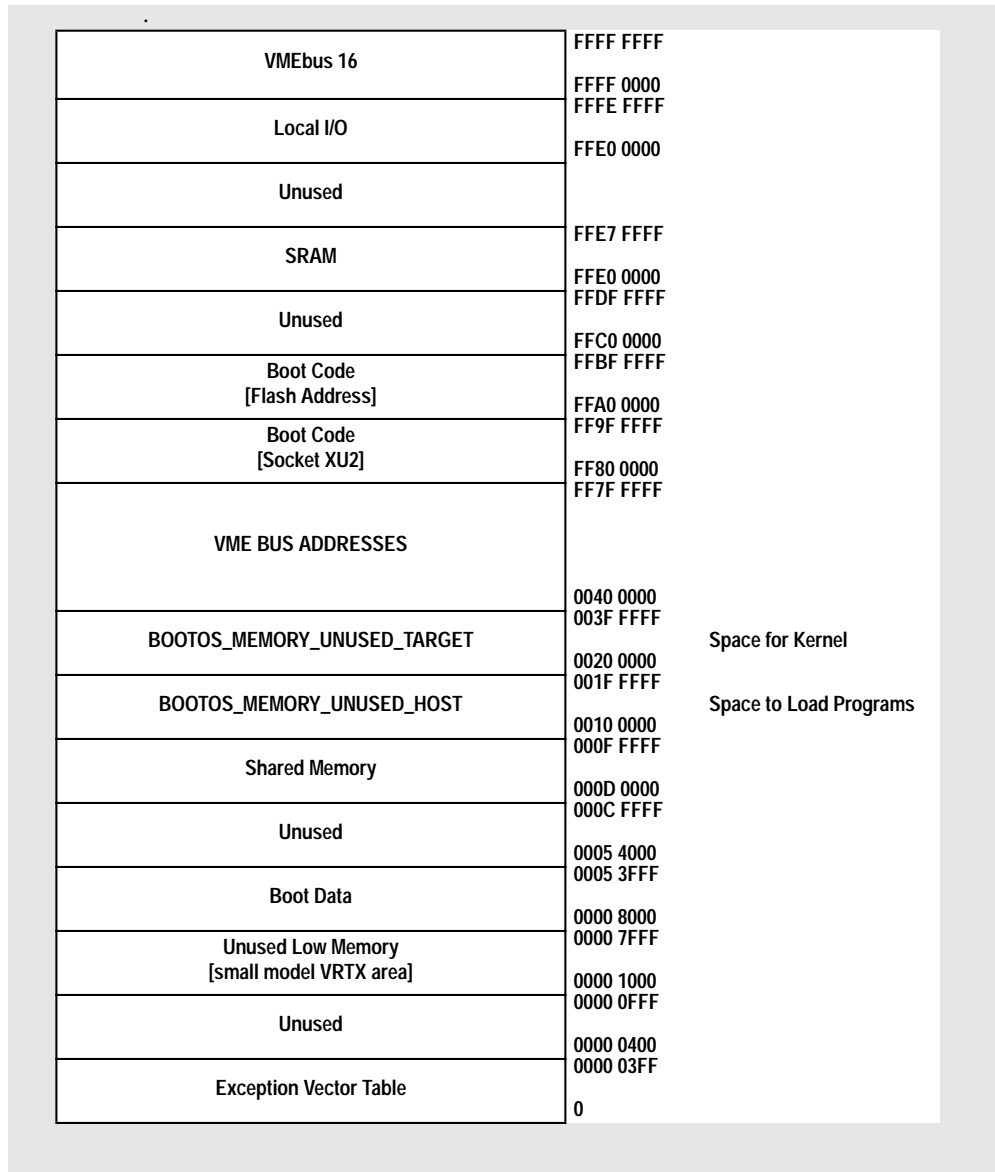 .
FFFF FFFF
VMEbus 16
FFFF 0000
FFFE FFFF
Local I/O
FFE0 0000
Unused
FFE7 FFFF
SRAM
FFE0 0000
FFDF FFFF
Unused
FFC0 0000
FFBF FFFF
Boot Code
[Flash Address]
FFA0 0000
FF9F FFFF
Boot Code
[Socket XU2]
FF80 0000
FF7F FFFF
VME BUS ADDRESSES
0040 0000
003F FFFF
BOOTOS_MEMORY_UNUSED_TARGET Space for Kernel
0020 0000
001F FFFF
BOOTOS_MEMORY_UNUSED_HOST Space to Load Programs
0010 0000
000F FFFF
Shared Memory
000D 0000
000C FFFF
Unused
0005 4000
0005 3FFF
Boot Data
0000 8000
0000 7FFF
Unused Low Memory
[small model VRTX area]
0000 1000
0000 0FFF
Unused
0000 0400
0000 03FF
Exception Vector Table
0